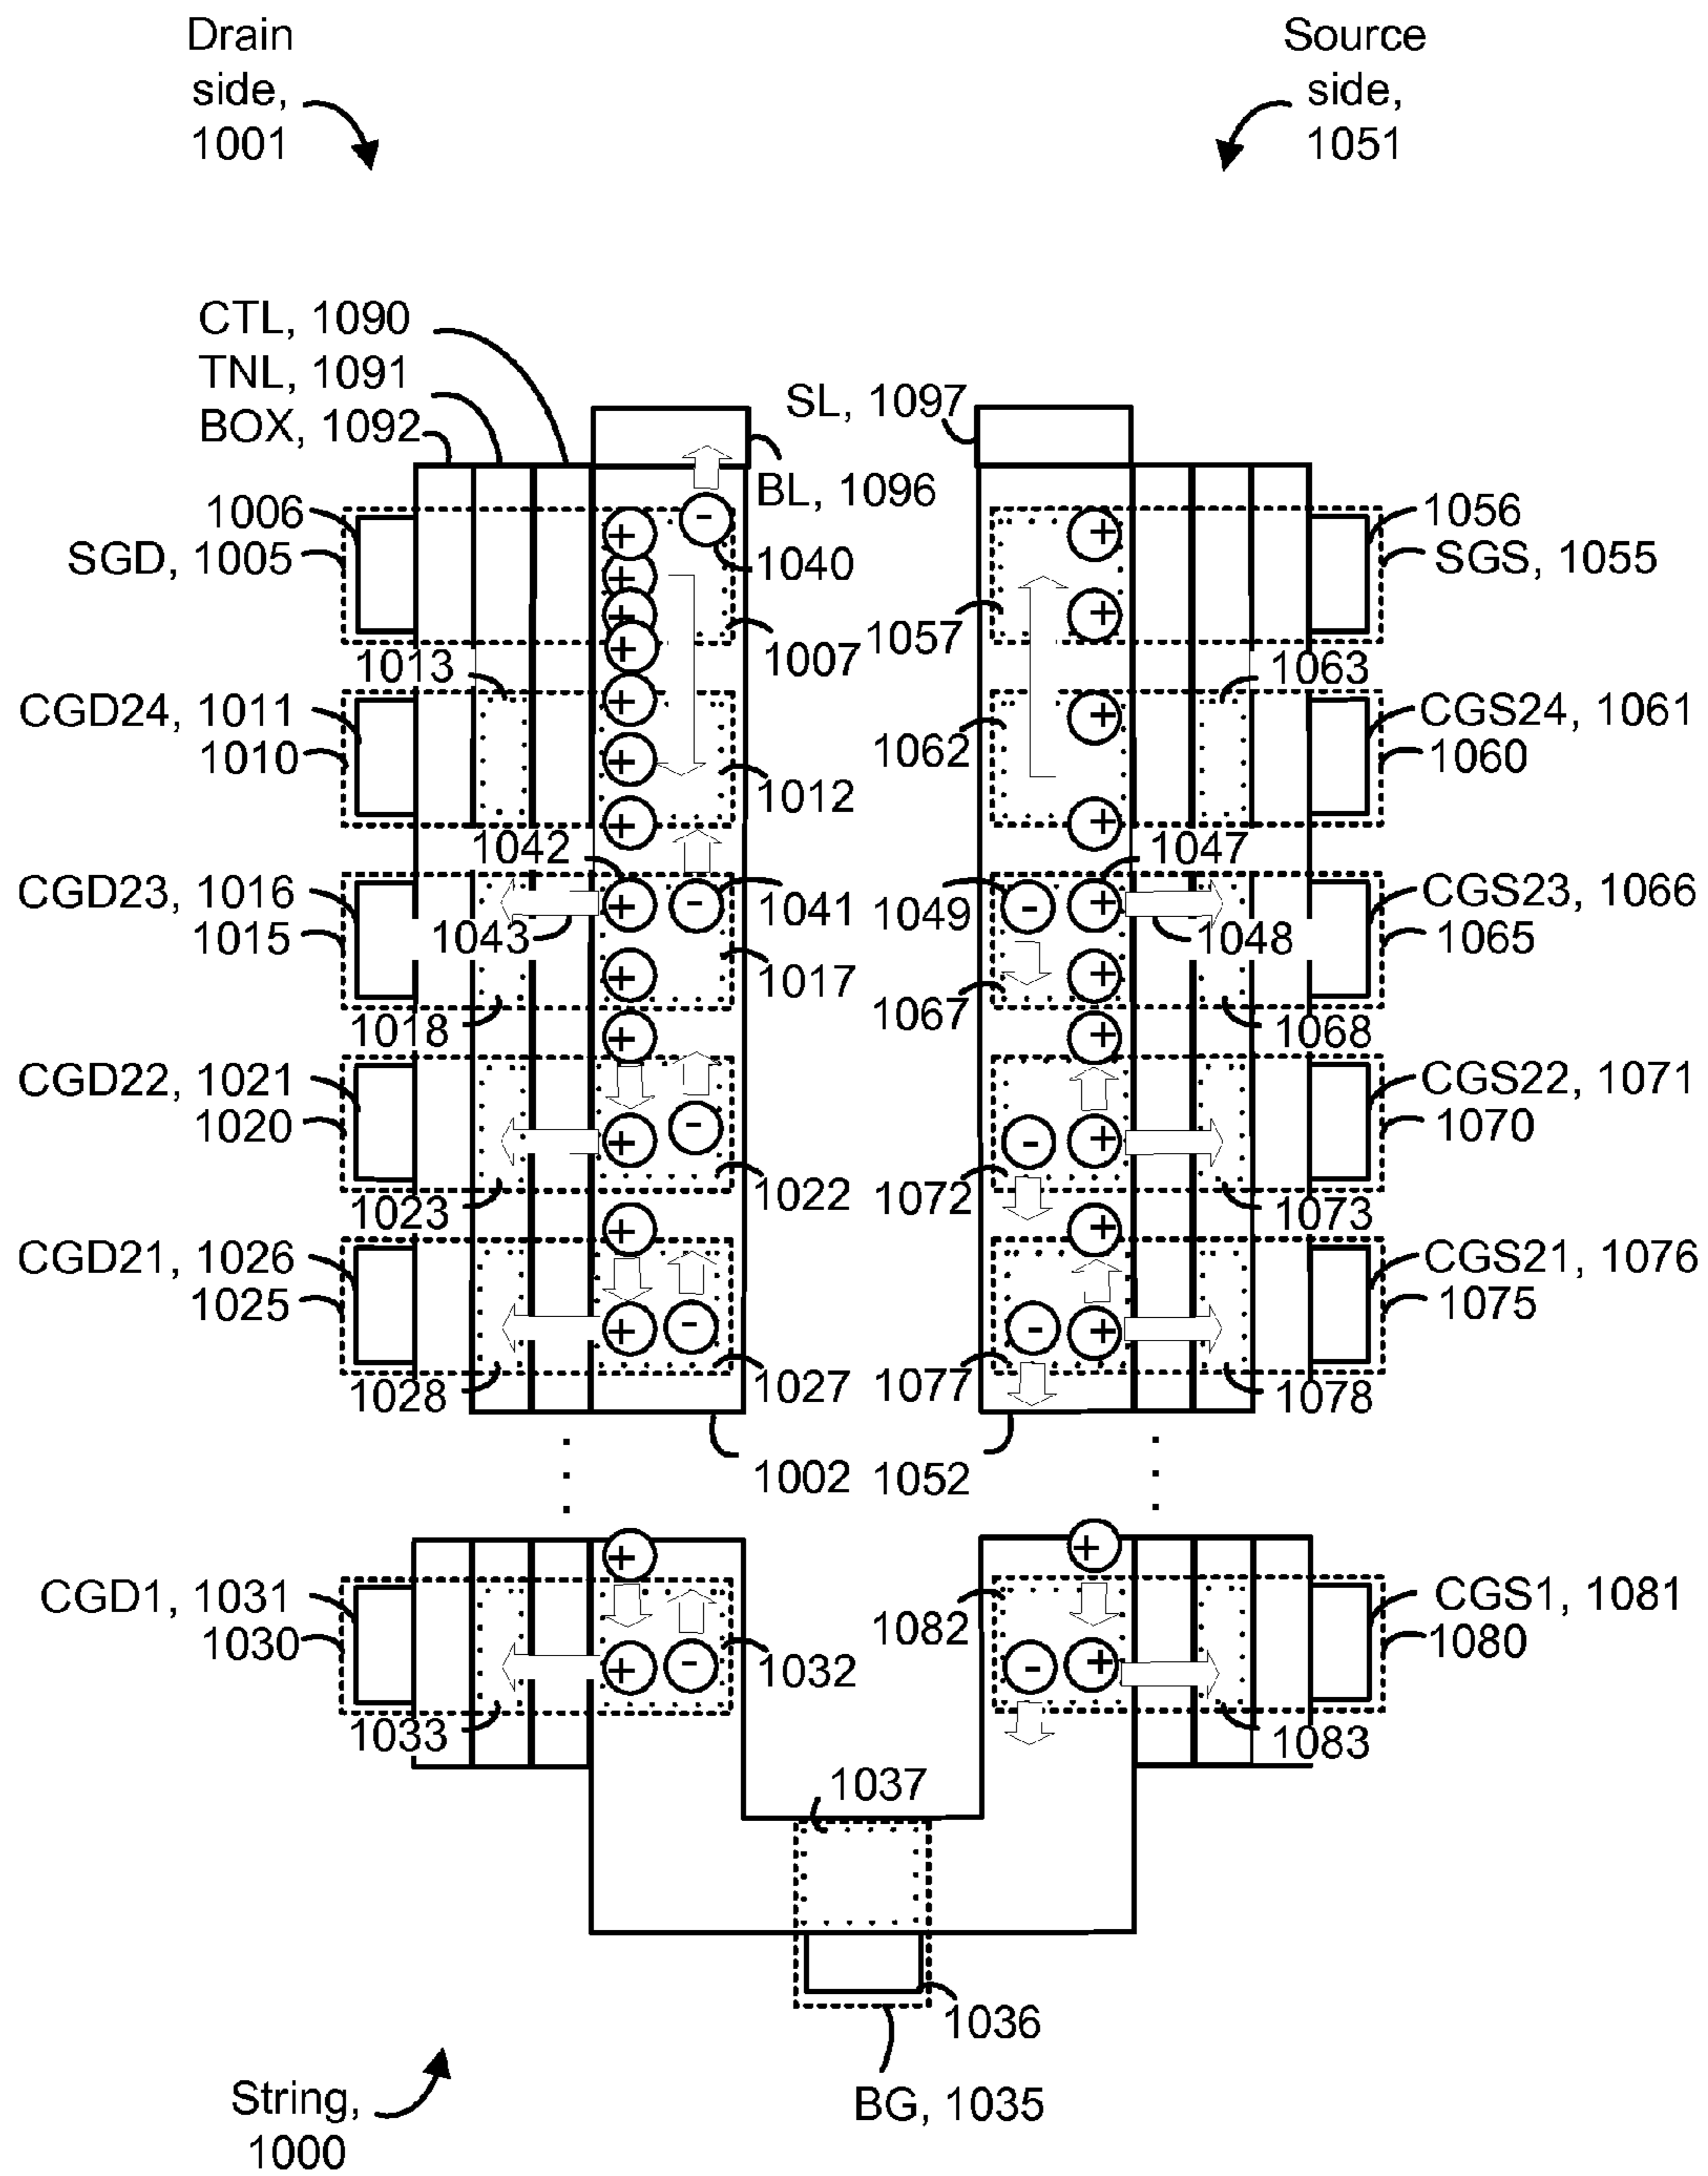 Drain
side,
1001
Source
side,
1051
CTL, 1090
TNL, 1091
BOX, 1092
SL, 1097
BL, 1096
1006
SGD, 1005
1040
1007
1057
1056
SGS, 1055
1013
1063
CGD24, 1011
1010
1012
1062
CGS24, 1061
1060
1042
1047
CGD23, 1016
1015
1043
1041
1049
1048
CGS23, 1066
1065
1018
1017
1067
1068
CGD22, 1021
1020
CGS22, 1071
1070
1023
1022
1072
1073
CGD21, 1026
1025
CGS21, 1076
1075
1028
1027
1077
1078
1002
1052
CGD1, 1031
1030
1032
1082
CGS1, 1081
1080
1033
1083
1037
1036
BG, 1035
String,
1000